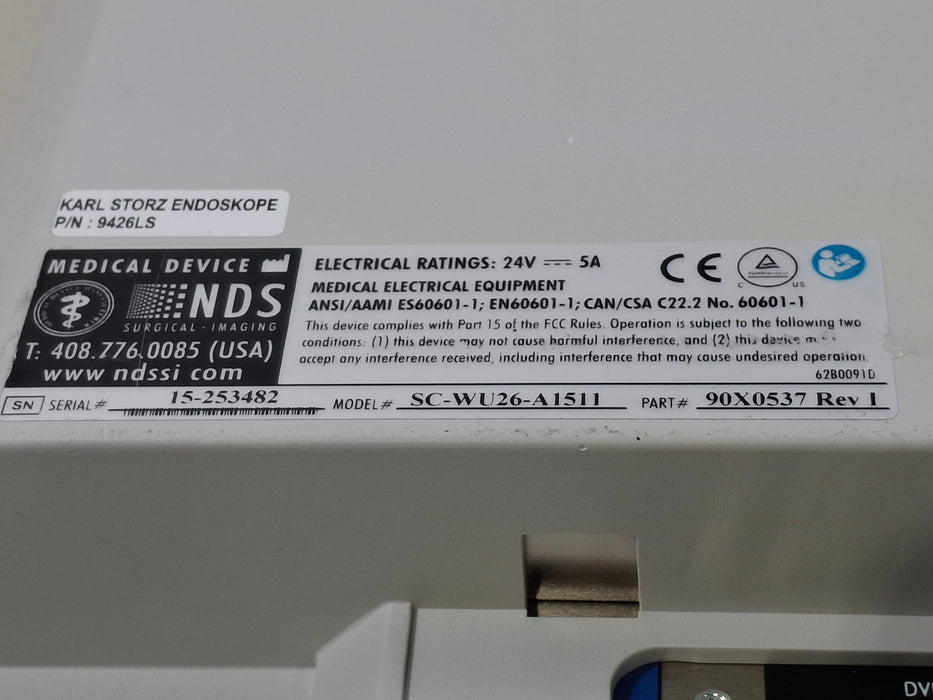 KARL STORZ ENDOSKOPE
P/N : 9426LS
MEDICAL DEVICE
NDS
SURGICAL·IMAGING
T: 408.776.0085 (USA)
www ndssi com
ELECTRICAL RATINGS: 24V ⎓ 5A
MEDICAL ELECTRICAL EQUIPMENT
ANSI/AAMI ES60601-1; EN60601-1; CAN/CSA C22.2 No. 60601-1
This device complies with Part 15 of the FCC Rules. Operation is subject to the following two
conditions: (1) this device may not cause harmful interference, and (2) this device
accept any interference received, including interference that may cause undesired operation.
62B0091D
CE
C US
SN SERIAL# 15-253482 MODEL# SC-WU26-A1511 PART# 90X0537 Rev I